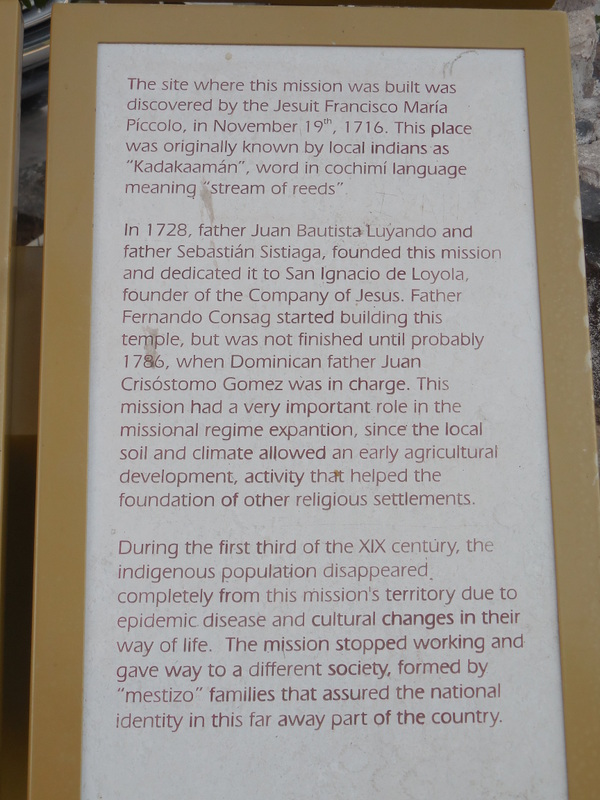 The site where this mission was built was
discovered by the Jesuit Francisco María
Píccolo, in November 19th, 1716. This place
was originally known by local indians as
“Kadakaamán”, word in cochimí language
meaning “stream of reeds”
In 1728, father Juan Bautista Luyando and
father Sebastián Sistiaga, founded this mission
and dedicated it to San Ignacio de Loyola,
founder of the Company of Jesus. Father
Fernando Consag started building this
temple, but was not finished until probably
1786, when Dominican father Juan
Crisóstomo Gomez was in charge. This
mission had a very important role in the
missional regime expantion, since the local
soil and climate allowed an early agricultural
development, activity that helped the
foundation of other religious settlements.
During the first third of the XIX century, the
indigenous population disappeared
completely from this mission's territory due to
epidemic disease and cultural changes in their
way of life. The mission stopped working and
gave way to a different society, formed by
“mestizo” families that assured the national
identity in this far away part of the country.